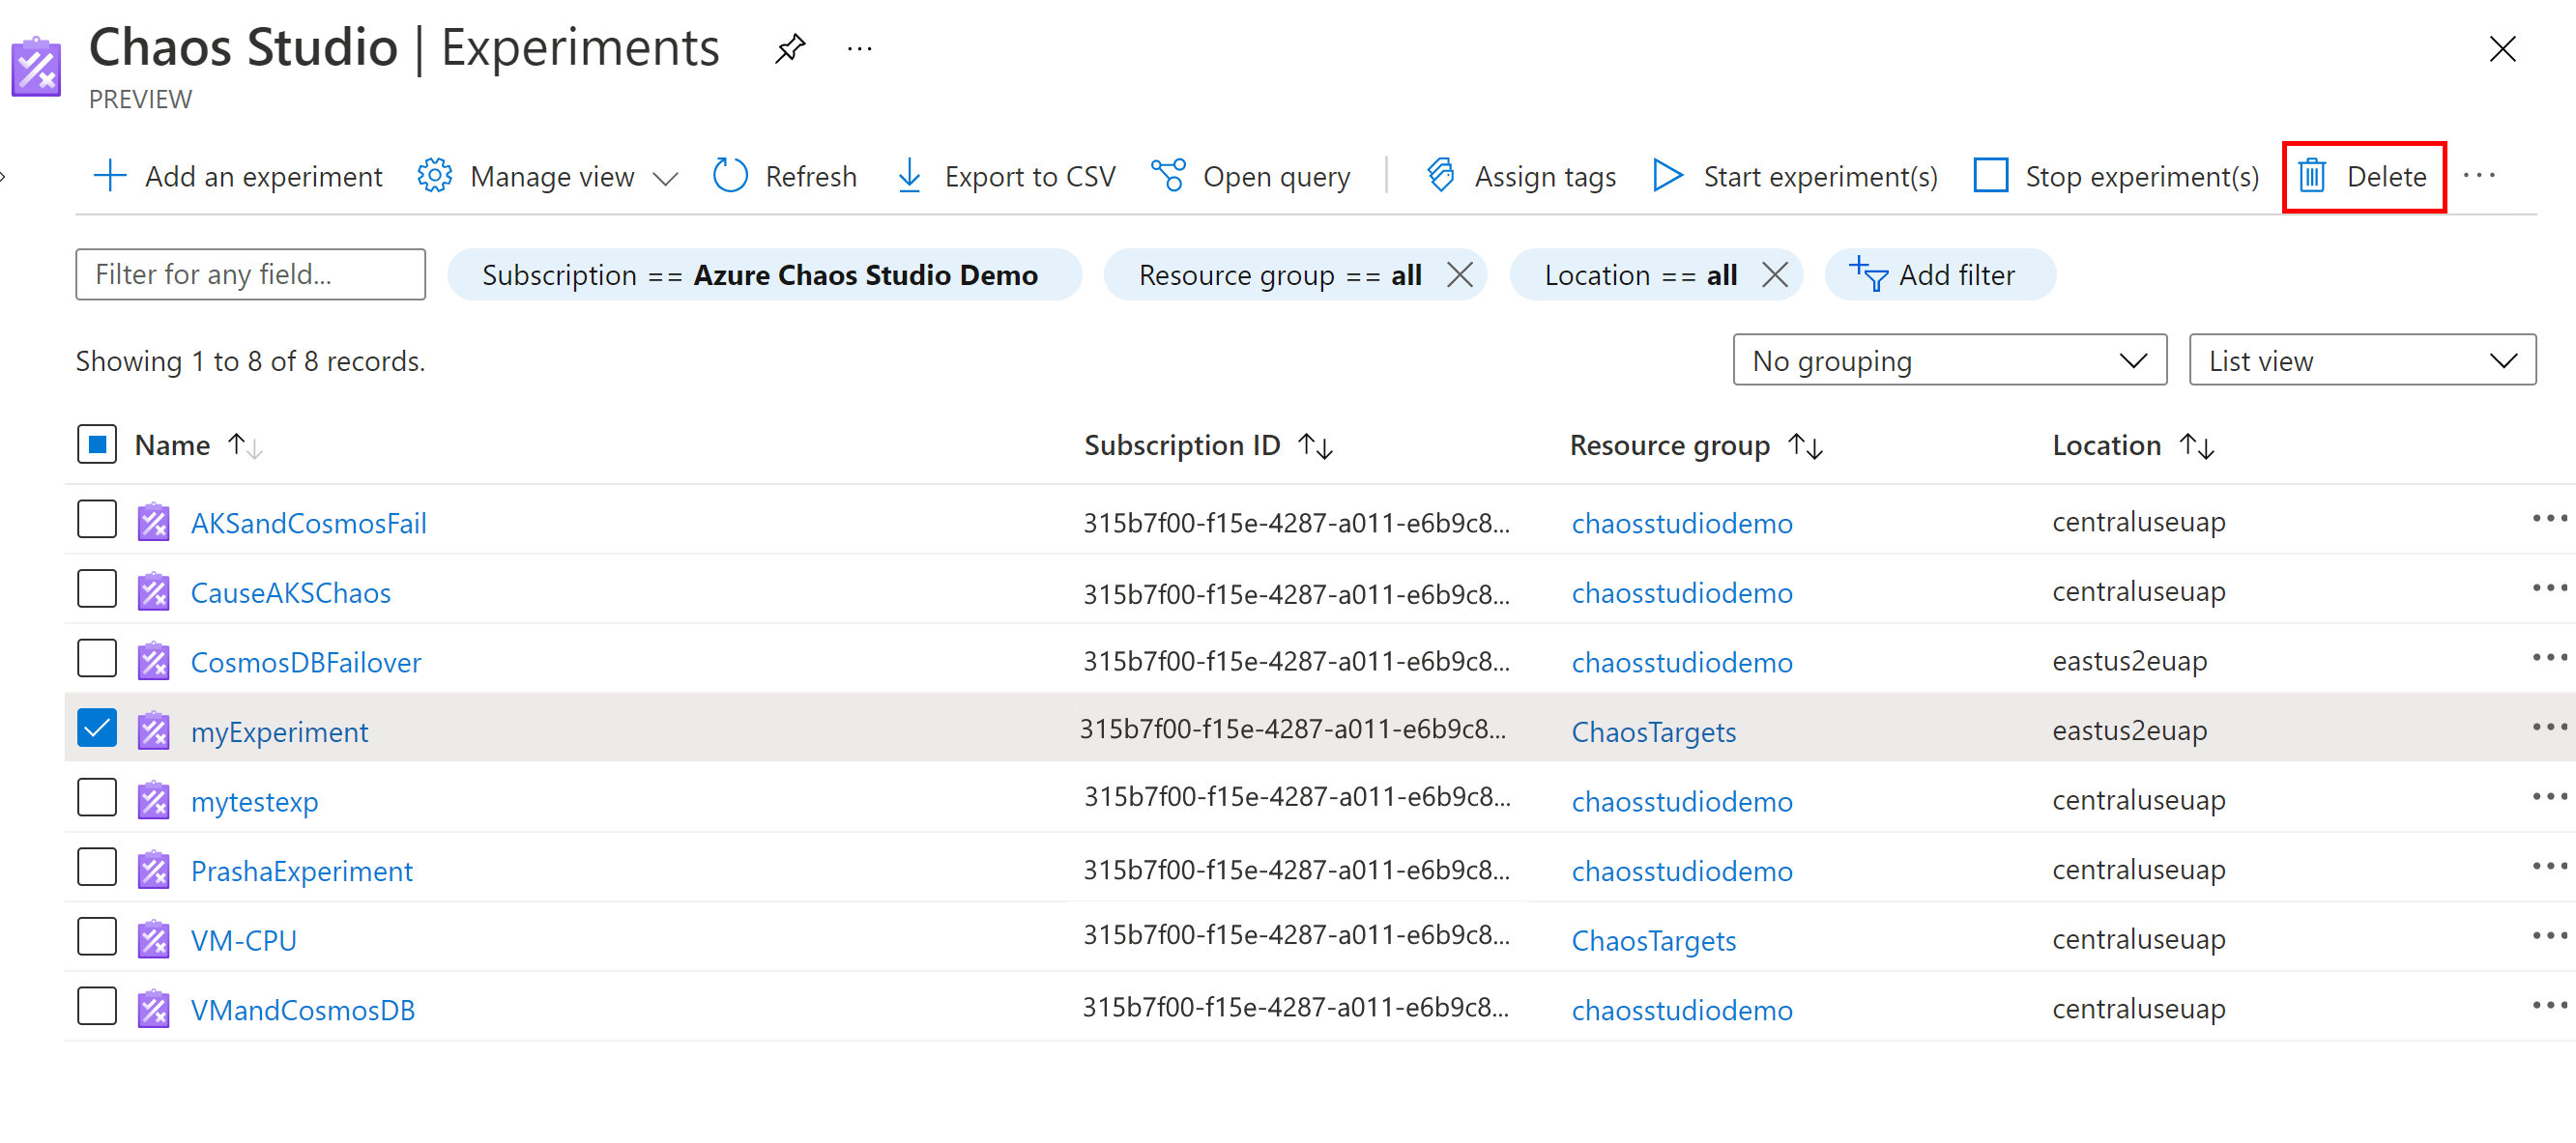 Chaos Studio | Experiments
PREVIEW
Add an experiment Manage view Refresh Export to CSV Open query Assign tags Start experiment(s) Stop experiment(s) Delete ...
Filter for any field... Subscription == Azure Chaos Studio Demo Resource group == all Location == all Add filter
Showing 1 to 8 of 8 records. No grouping List view
Name Subscription ID Resource group Location
AKSandCosmosFail 315b7f00-f15e-4287-a011-e6b9c8... chaosstudiodemo centraluseuap
CauseAKSChaos 315b7f00-f15e-4287-a011-e6b9c8... chaosstudiodemo centraluseuap
CosmosDBFailover 315b7f00-f15e-4287-a011-e6b9c8... chaosstudiodemo eastus2euap
myExperiment 315b7f00-f15e-4287-a011-e6b9c8... ChaosTargets eastus2euap
mytestexp 315b7f00-f15e-4287-a011-e6b9c8... chaosstudiodemo centraluseuap
PrashaExperiment 315b7f00-f15e-4287-a011-e6b9c8... chaosstudiodemo centraluseuap
VM-CPU 315b7f00-f15e-4287-a011-e6b9c8... ChaosTargets centraluseuap
VMandCosmosDB 315b7f00-f15e-4287-a011-e6b9c8... chaosstudiodemo centraluseuap